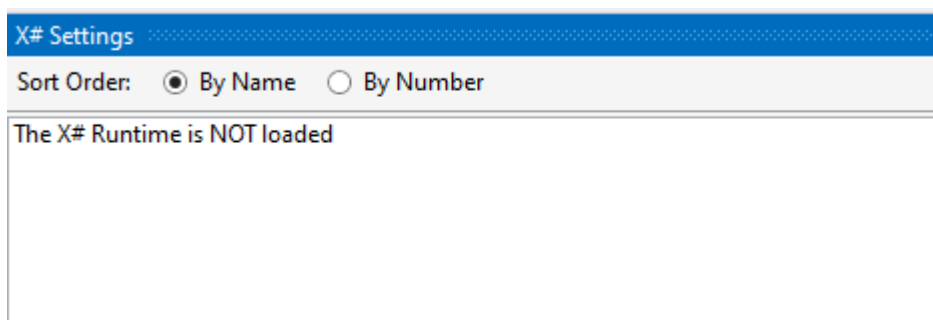 X# Settings
Sort Order: By Name By Number
The X# Runtime is NOT loaded